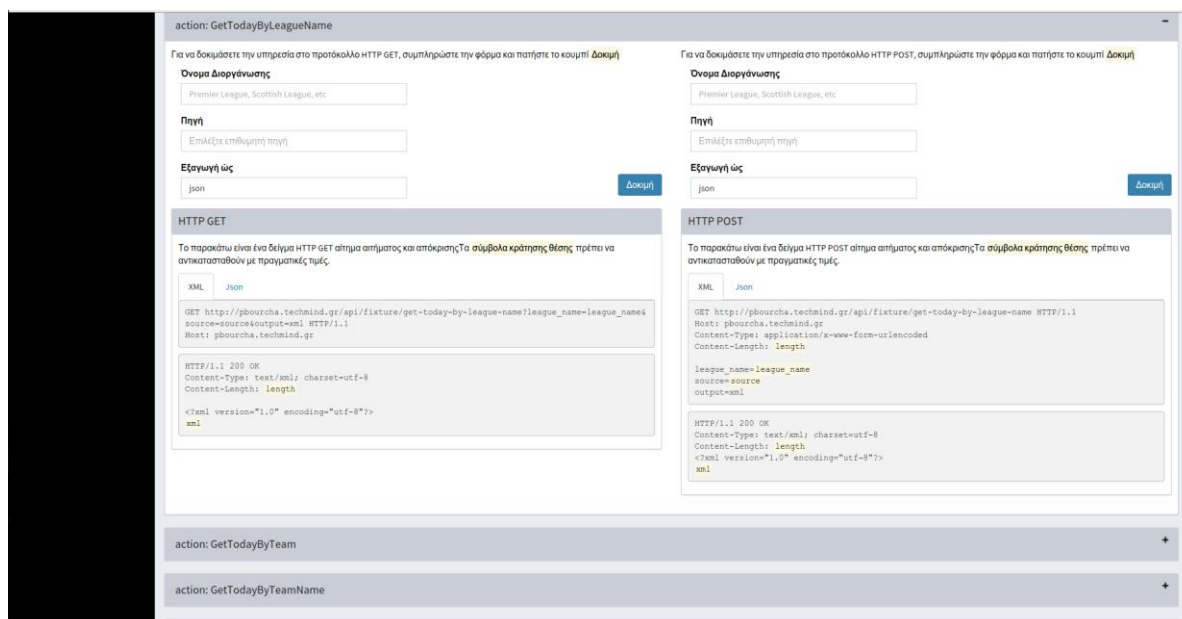 action: GetTodayByLeagueName
-
Για να δοκιμάσετε την υπηρεσία στο προτόκολλο HTTP GET, συμπληρώστε την φόρμα και πατήστε το κουμπί Δοκιμή
Όνομα Διοργάνωσης
Premier League, Scottish League, etc
Πηγή
Επιλέξτε επιθυμητή πηγή
Εξαγωγή ώς
json
Δοκιμή
HTTP GET
Το παρακάτω είναι ένα δείγμα HTTP GET αίτημα αιτήματος και απόκρισηςΤα σύμβολα κράτησης θέσης πρέπει να
αντικατασταθούν με πραγματικές τιμές.
XML Json
GET http://pbourcha.techmind.gr/api/fixture/get-today-by-league-name?league_name=league_name&
source=source&output=xml HTTP/1.1
Host: pbourcha.techmind.gr
HTTP/1.1 200 OK
Content-Type: text/xml; charset=utf-8
Content-Length: length
<?xml version="1.0" encoding="utf-8"?>
xml
Για να δοκιμάσετε την υπηρεσία στο προτόκολλο HTTP POST, συμπληρώστε την φόρμα και πατήστε το κουμπί Δοκιμή
Όνομα Διοργάνωσης
Premier League, Scottish League, etc
Πηγή
Επιλέξτε επιθυμητή πηγή
Εξαγωγή ώς
json
Δοκιμή
HTTP POST
Το παρακάτω είναι ένα δείγμα HTTP POST αίτημα αιτήματος και απόκρισηςΤα σύμβολα κράτησης θέσης πρέπει να
αντικατασταθούν με πραγματικές τιμές.
XML Json
GET http://pbourcha.techmind.gr/api/fixture/get-today-by-league-name HTTP/1.1
Host: pbourcha.techmind.gr
Content-Type: application/x-www-form-urlencoded
Content-Length: length
league_name=league_name
source=source
output=xml
HTTP/1.1 200 OK
Content-Type: text/xml; charset=utf-8
Content-Length: length
<?xml version="1.0" encoding="utf-8"?>
xml
action: GetTodayByTeam
+
action: GetTodayByTeamName
+